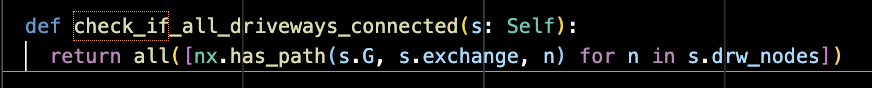 def check_if_all_driveways_connected(s: Self):
return all([nx.has_path(s.G, s.exchange, n) for n in s.drw_nodes])